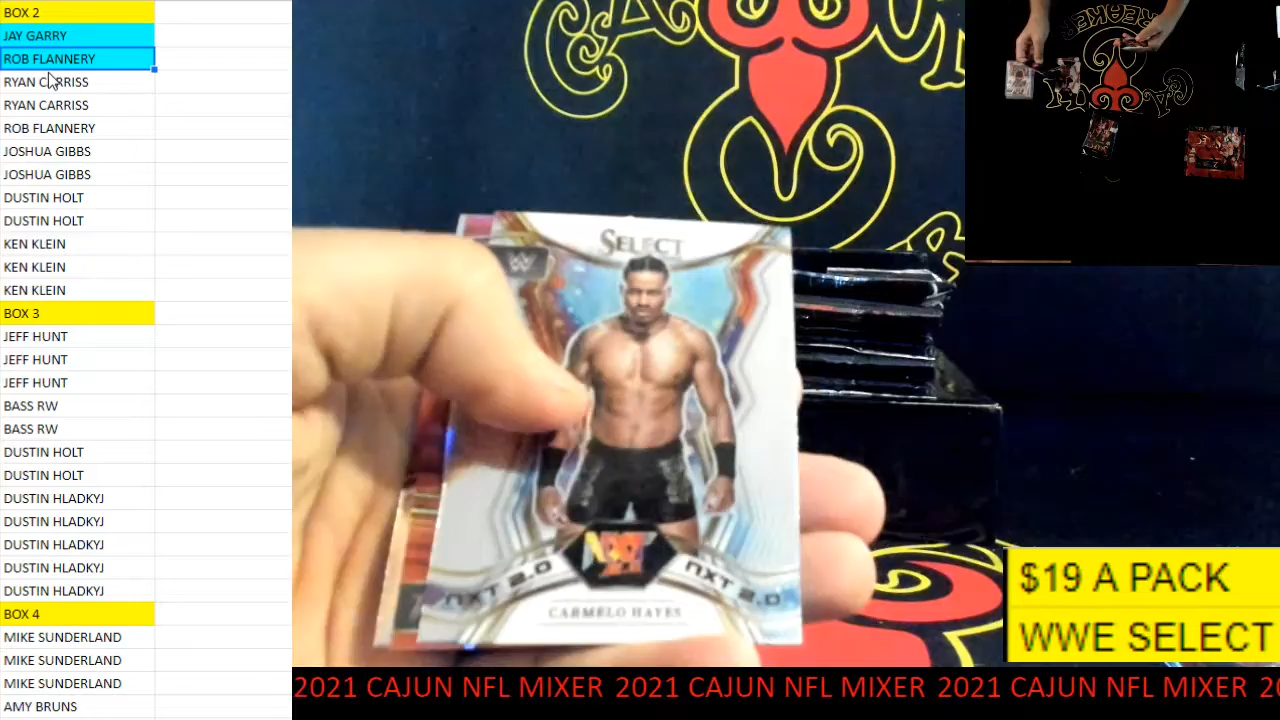 BOX 2
JAY GARRY
ROB FLANNERY
RYAN CARRISS
RYAN CARRISS
ROB FLANNERY
JOSHUA GIBBS
JOSHUA GIBBS
DUSTIN HOLT
DUSTIN HOLT
KEN KLEIN
KEN KLEIN
KEN KLEIN
BOX 3
JEFF HUNT
JEFF HUNT
JEFF HUNT
BASS RW
BASS RW
DUSTIN HOLT
DUSTIN HOLT
DUSTIN HLADKYJ
DUSTIN HLADKYJ
DUSTIN HLADKYJ
DUSTIN HLADKYJ
DUSTIN HLADKYJ
BOX 4
MIKE SUNDERLAND
MIKE SUNDERLAND
MIKE SUNDERLAND
AMY BRUNS
SELECT
W
NXT 2.0
NXT 2.0
CARMELO HAYES
BREAKER
$19 A PACK
WWE SELECT
2021 CAJUN NFL MIXER 2021 CAJUN NFL MIXER 2021 CAJUN NFL MIXER 20